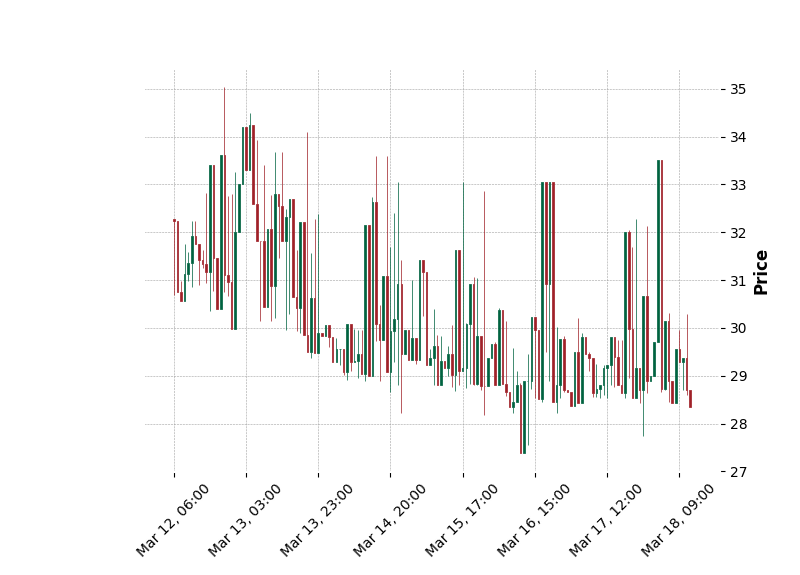 35
34
33
32
31
30
29
28
27
Price
Mar 12, 06:00
Mar 13, 03:00
Mar 13, 23:00
Mar 14, 20:00
Mar 15, 17:00
Mar 16, 15:00
Mar 17, 12:00
Mar 18, 09:00